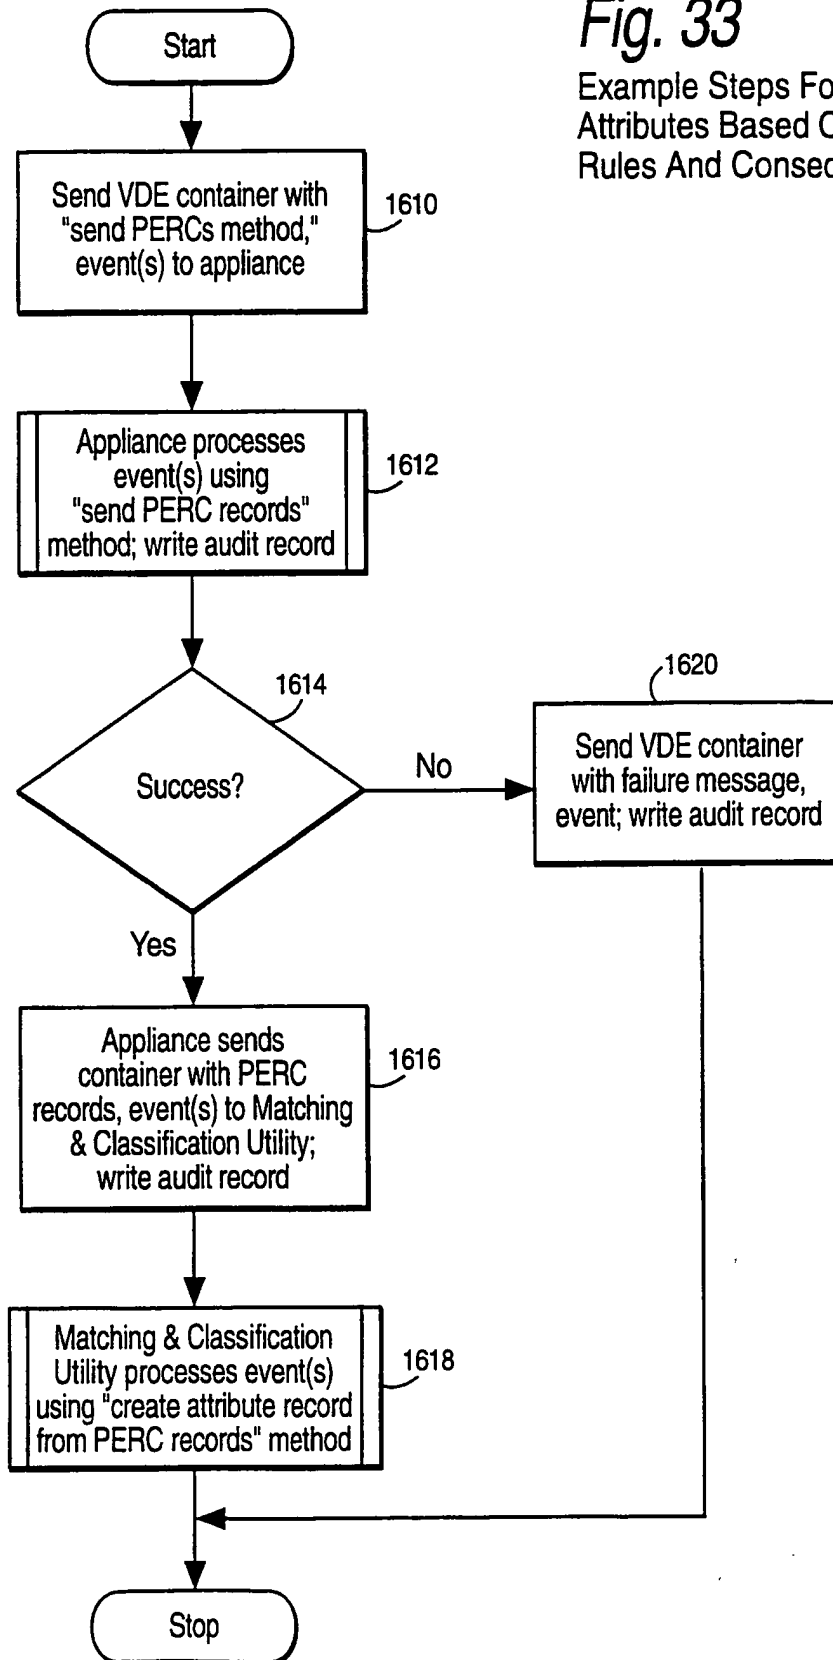 Fig. 33
Example Steps Fo
Attributes Based
Rules And Conseq
Start
Send VDE container with
"send PERCs method,"
event(s) to appliance
1610
Appliance processes
event(s) using
"send PERC records"
method; write audit record
1612
1614
Success?
No
1620
Send VDE container
with failure message,
event; write audit record
Yes
Appliance sends
container with PERC
records, event(s) to Matching
& Classification Utility;
write audit record
1616
Matching & Classification
Utility processes event(s)
using "create attribute record
from PERC records" method
1618
Stop